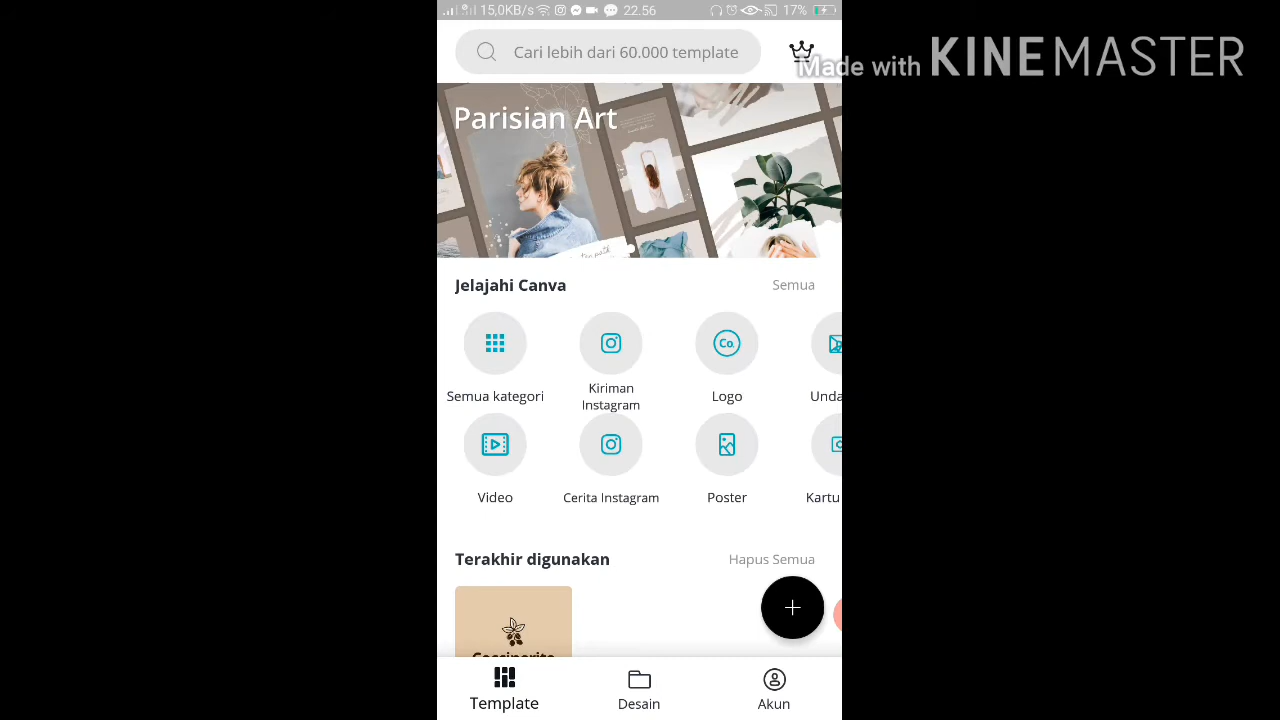 15,0KB/s 22.56 17%
Cari lebih dari 60.000 template
Made with KINEMASTER
Parisian Art
Jelajahi Canva Semua
Semua kategori
Kiriman
Instagram
Logo
Unda
Co.
Video
Cerita Instagram
Poster
Kartu
Terakhir digunakan Hapus Semua
Template
Desain
Akun